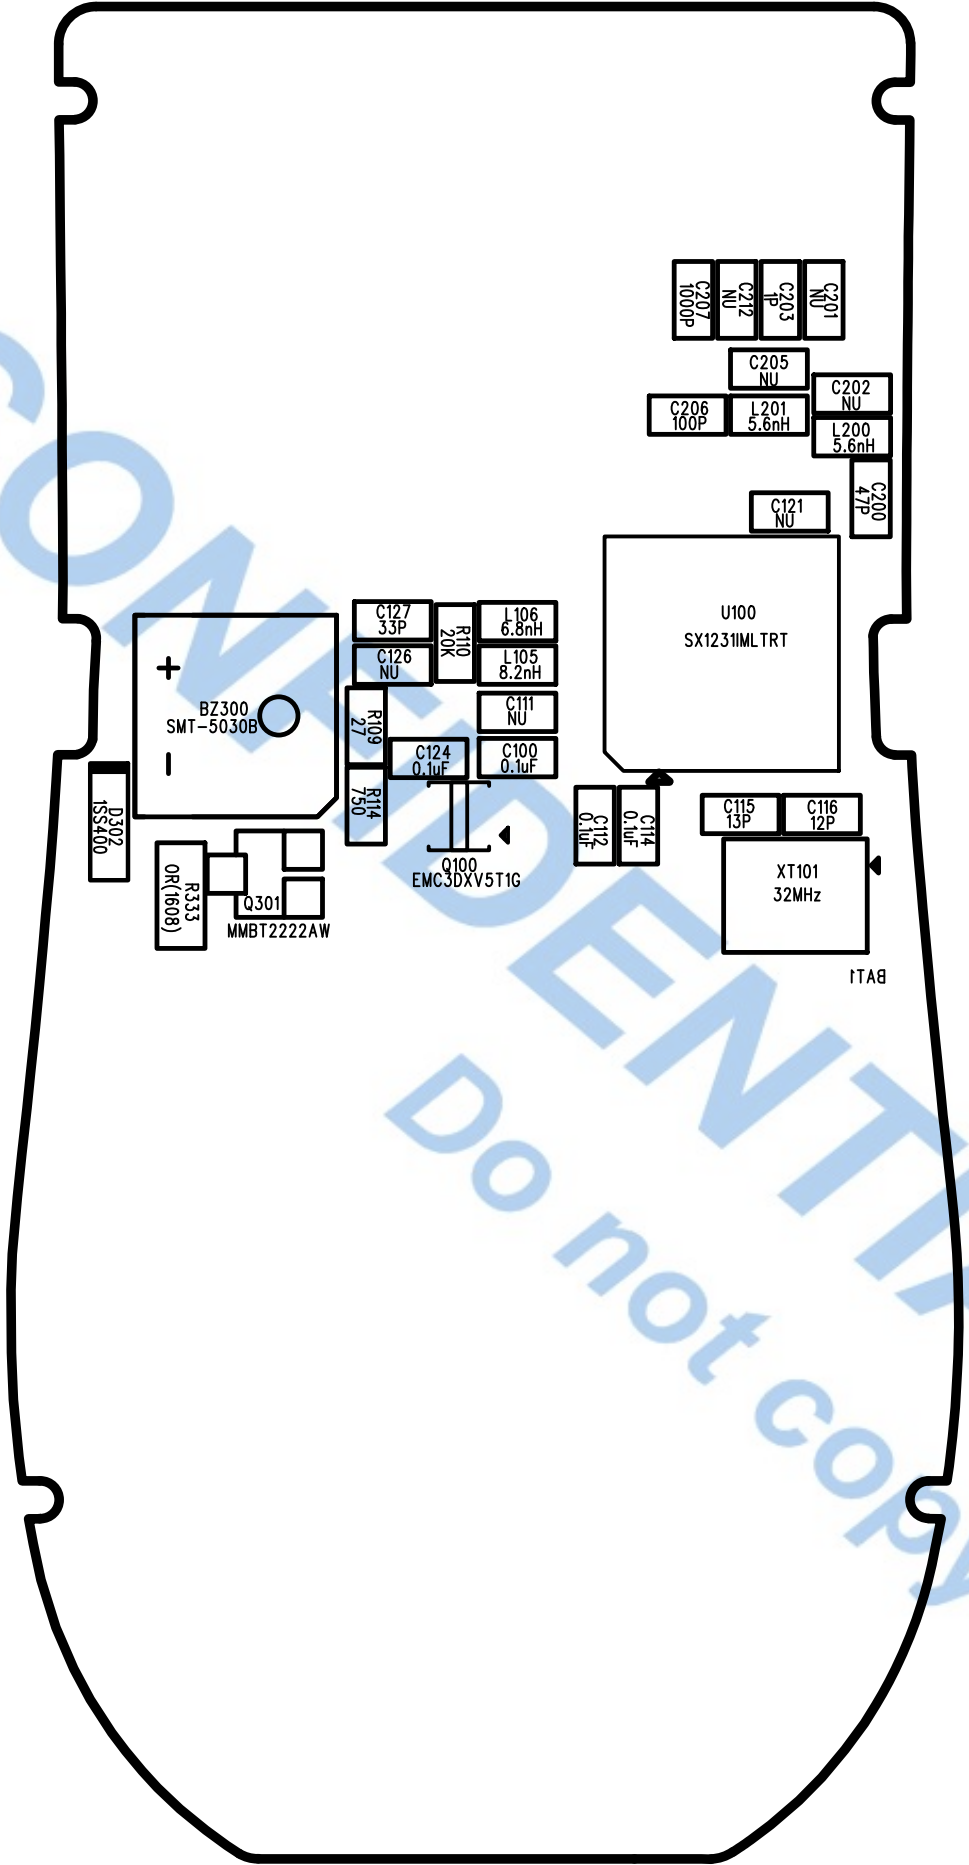 C207
1000P
C212
NU
C203
1P
C201
NU
C205
NU
C202
NU
C206
100P
L201
5.6nH
L200
5.6nH
C200
47P
C121
NU
U100
SX1231IMLTRT
C127
33P
R110
20K
L106
6.8nH
C126
NU
L105
8.2nH
BZ300
SMT-5030B
+
-
R109
27
C111
NU
C124
0.1uF
C100
0.1uF
D302
1SS400
R114
750
C112
0.1uF
C114
0.1uF
C115
13P
C116
12P
Q100
EMC3DXV5T1G
XT101
32MHz
R333
0R(1608)
Q301
MMBT2222AW
BAT1
CONFIDENTIA
Do not copy